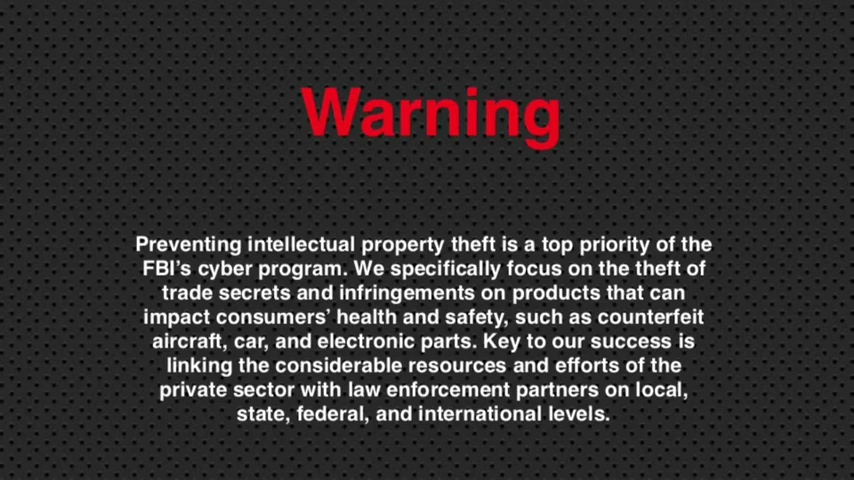 Warning
Preventing intellectual property theft is a top priority of the
FBI’s cyber program. We specifically focus on the theft of
trade secrets and infringements on products that can
impact consumers’ health and safety, such as counterfeit
aircraft, car, and electronic parts. Key to our success is
linking the considerable resources and efforts of the
private sector with law enforcement partners on local,
state, federal, and international levels.